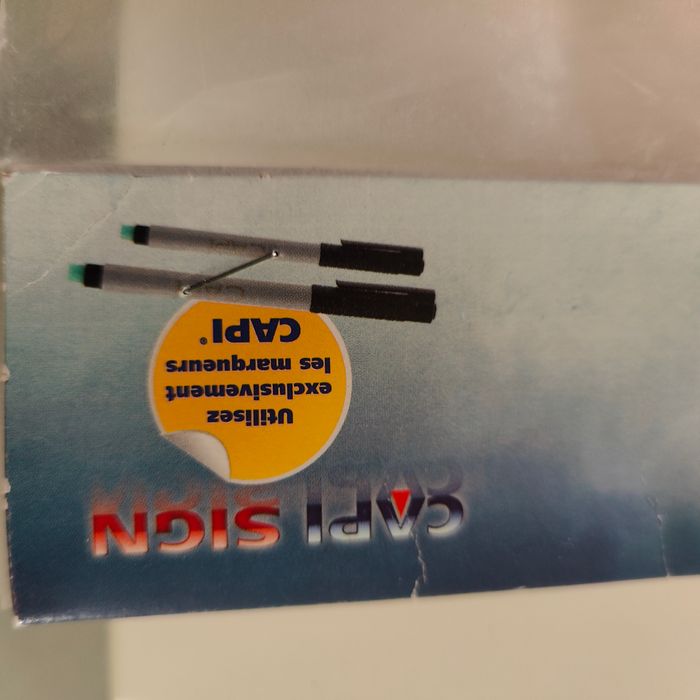 CAPI SIGN
Utilisez
exclusivement
les marqueurs
CAPI®